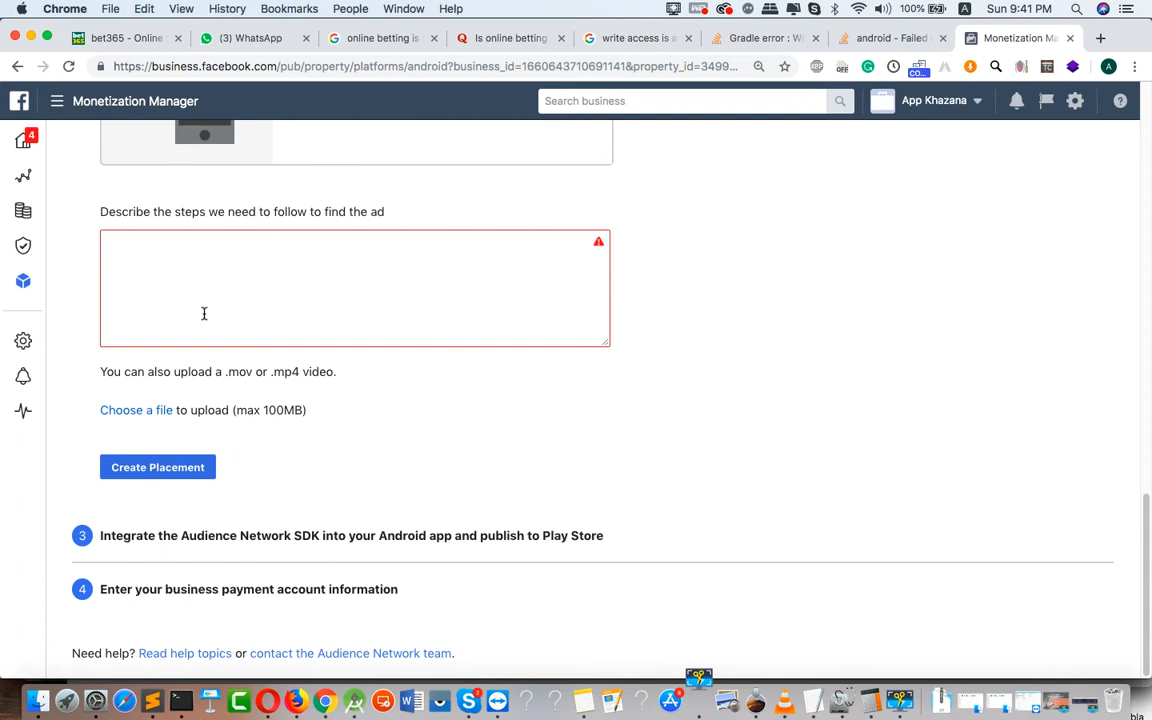 Chrome File Edit View History Bookmarks People Window Help 100% Sun 9:41 PM
bet365 - Online (3) WhatsApp online betting is Is online betting write access is Gradle error : W android - Failed Monetization Ma
https://business.facebook.com/pub/property/platforms/android?business_id=1660643710691141&property_id=3499...
Monetization Manager Search business App Khazana
4
Describe the steps we need to follow to find the ad
You can also upload a .mov or .mp4 video.
Choose a file to upload (max 100MB)
Create Placement
3 Integrate the Audience Network SDK into your Android app and publish to Play Store
4 Enter your business payment account information
Need help? Read help topics or contact the Audience Network team.
bla